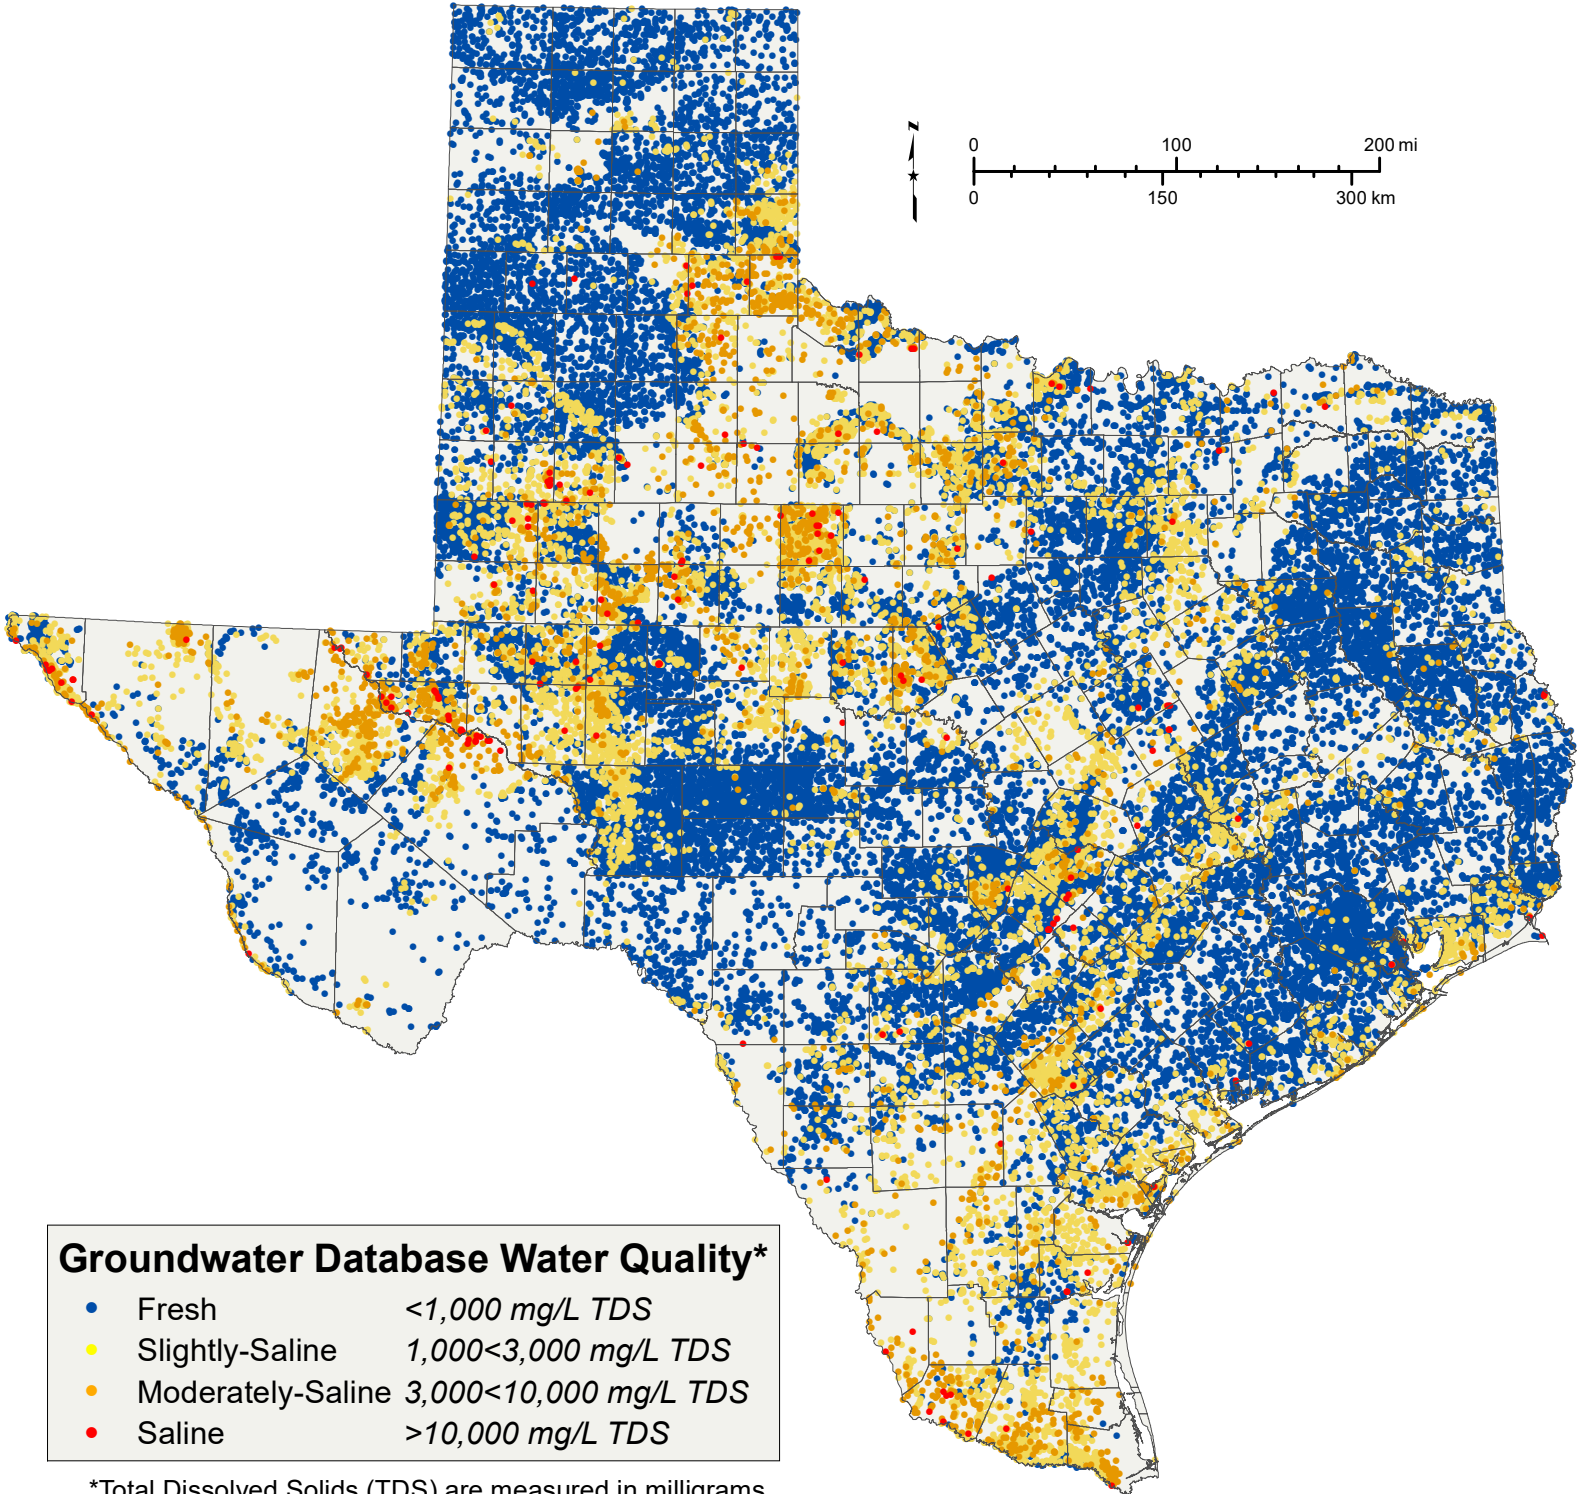 N
0 100 200 mi
0 150 300 km
Groundwater Database Water Quality*
Fresh <1,000 mg/L TDS
Slightly-Saline 1,000<3,000 mg/L TDS
Moderately-Saline 3,000<10,000 mg/L TDS
Saline >10,000 mg/L TDS
*Total Dissolved Solids (TDS) are measured in milligrams